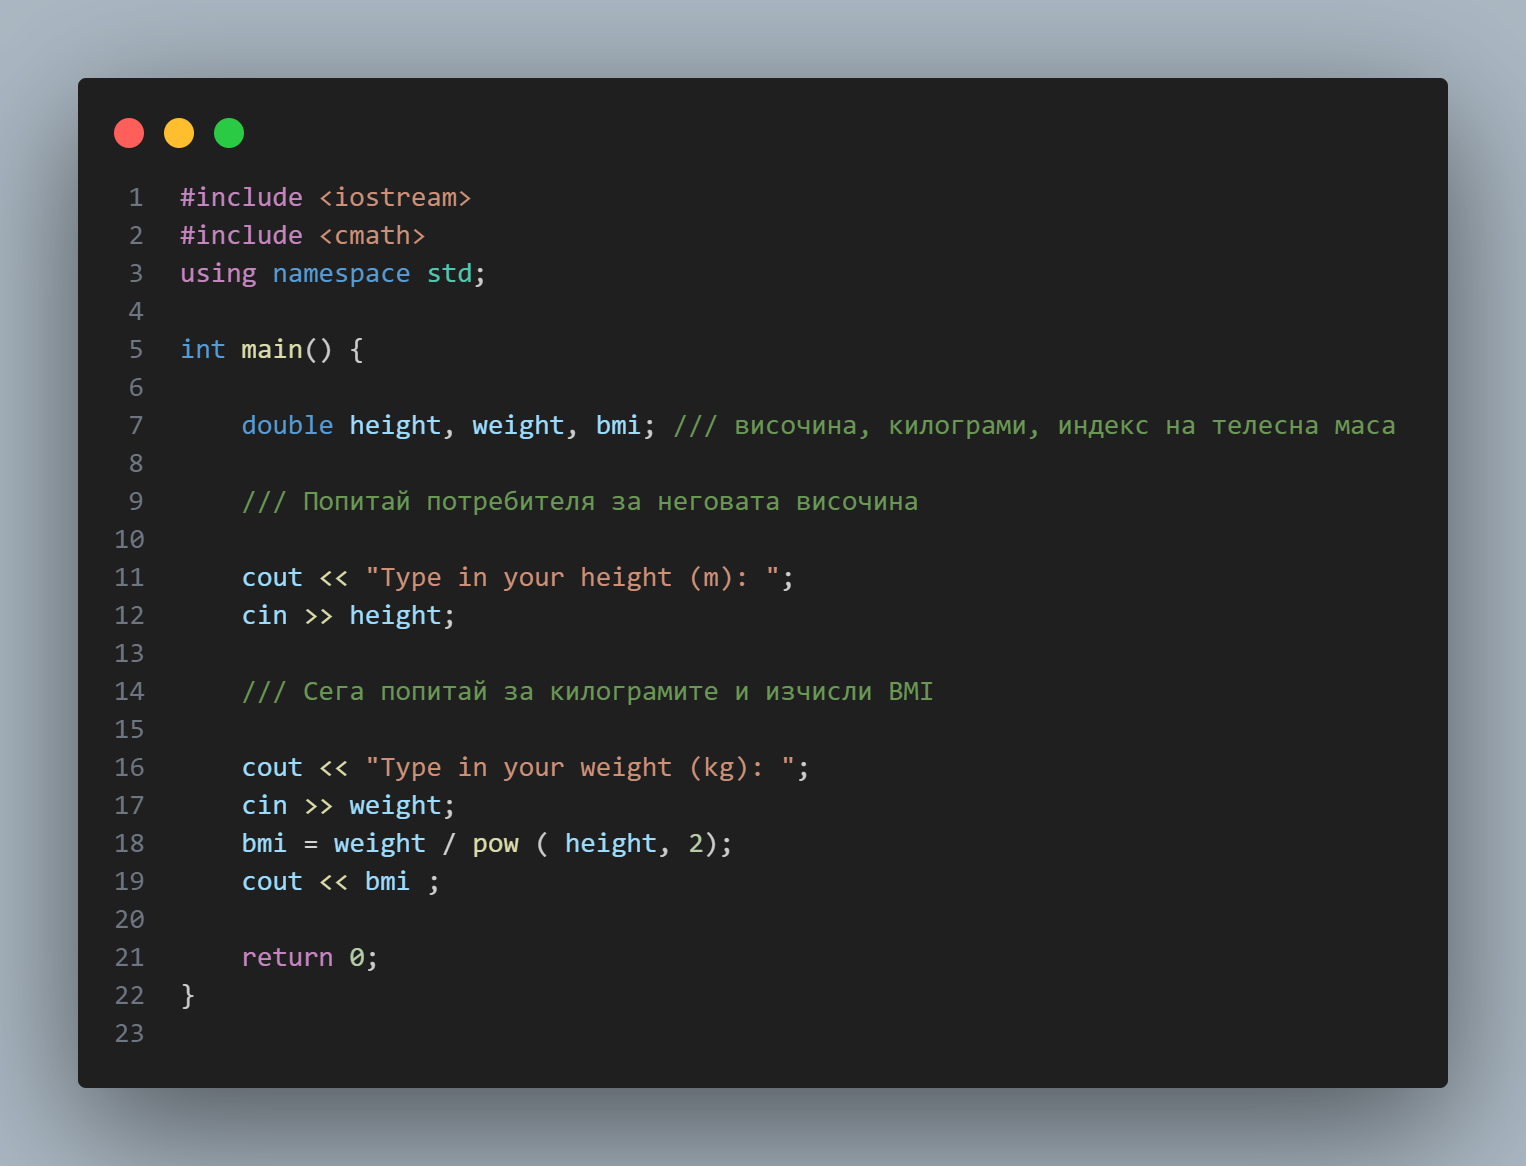 1 #include <iostream>
2 #include <cmath>
3 using namespace std;
4
5 int main() {
6
7     double height, weight, bmi; /// височина, килограми, индекс на телесна маса
8
9     /// Попитай потребителя за неговата височина
10
11     cout << "Type in your height (m): ";
12     cin >> height;
13
14     /// Сега попитай за килограмите и изчисли BMI
15
16     cout << "Type in your weight (kg): ";
17     cin >> weight;
18     bmi = weight / pow ( height, 2);
19     cout << bmi ;
20
21     return 0;
22 }
23